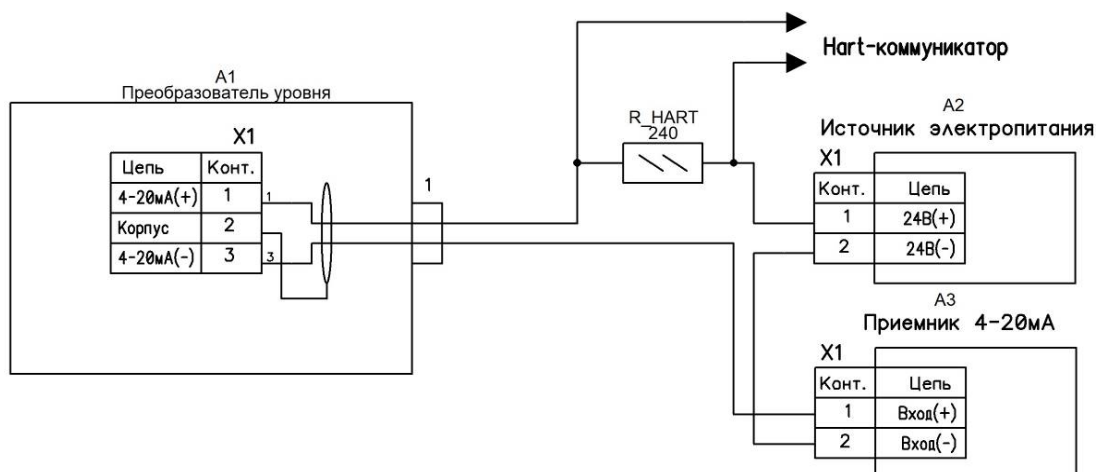 Hart-коммуникатор
A1
Преобразователь уровня
X1
Цепь Конт.
4-20мА(+) 1
Корпус 2
4-20мА(-) 3
1
3
1
R_HART
240
A2
Источник электропитания
X1
Конт. Цепь
1 24В(+)
2 24В(-)
A3
Приемник 4-20мА
X1
Конт. Цепь
1 Вход(+)
2 Вход(-)